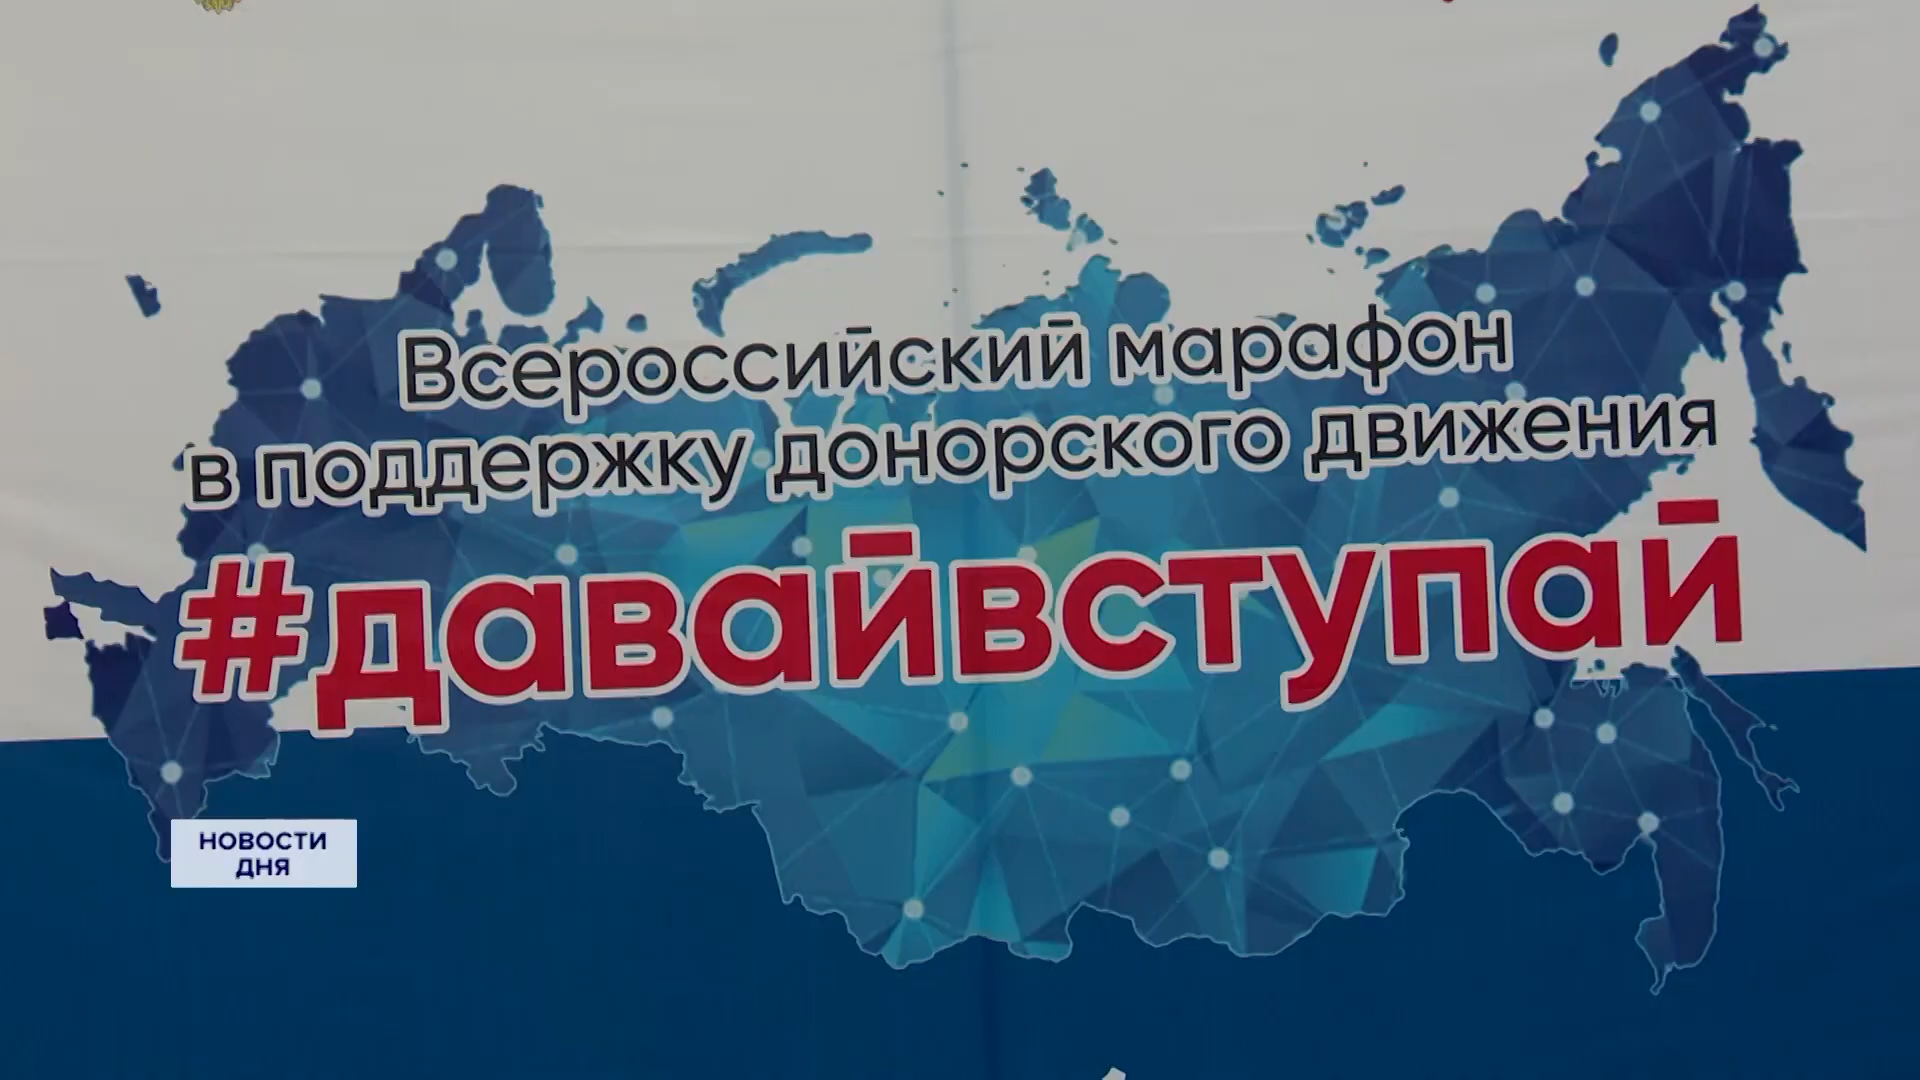 Всероссийский марафон
в поддержку донорского движения
#давайвступай
НОВОСТИ
ДНЯ